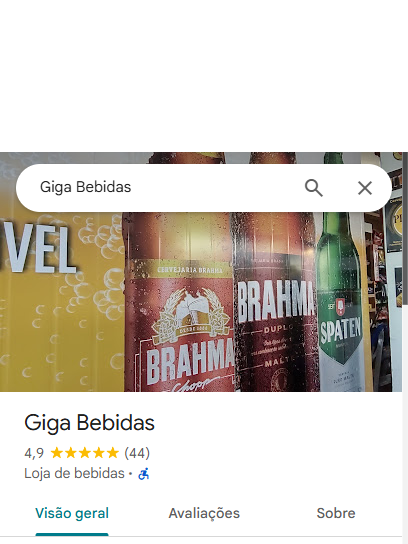 Giga Bebidas
VEL
CERVEJARIA BRAHMA
DESDE 1888
BRAHMA
Chopp
BRAHMA
DUPLO
MALTE
SPATEN
Giga Bebidas
4,9 (44)
Loja de bebidas ·
Visão geral
Avaliações
Sobre